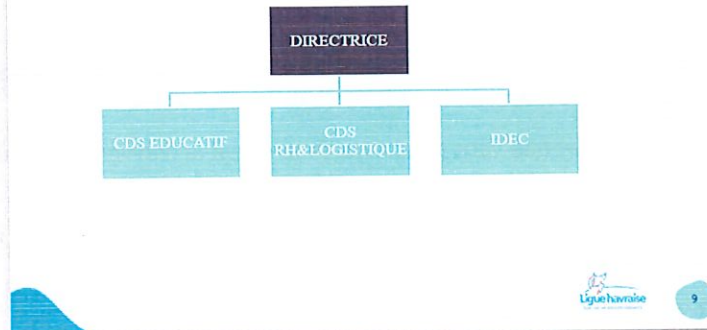 DIRECTRICE
CDS EDUCATIF
CDS
RH&LOGISTIQUE
IDEC
Ligue havraise
9